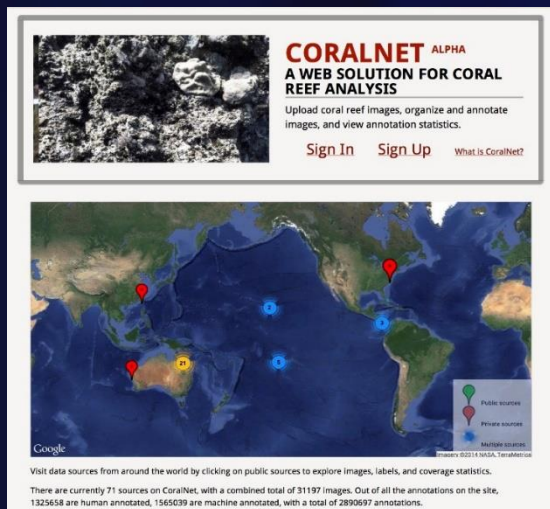 CORALNET ALPHA
A WEB SOLUTION FOR CORAL
REEF ANALYSIS
Upload coral reef images, organize and annotate
images, and view annotation statistics.
Sign In Sign Up What is CoralNet?
2
21
Public sources
Private sources
Multiple sources
Google
Imagery ©2014 NASA, TerraMetrics
Visit data sources from around the world by clicking on public sources to explore images, labels, and coverage statistics.
There are currently 71 sources on CoralNet, with a combined total of 31197 images. Out of all the annotations on the site,
1325658 are human annotated, 1565039 are machine annotated, with a total of 2890697 annotations.